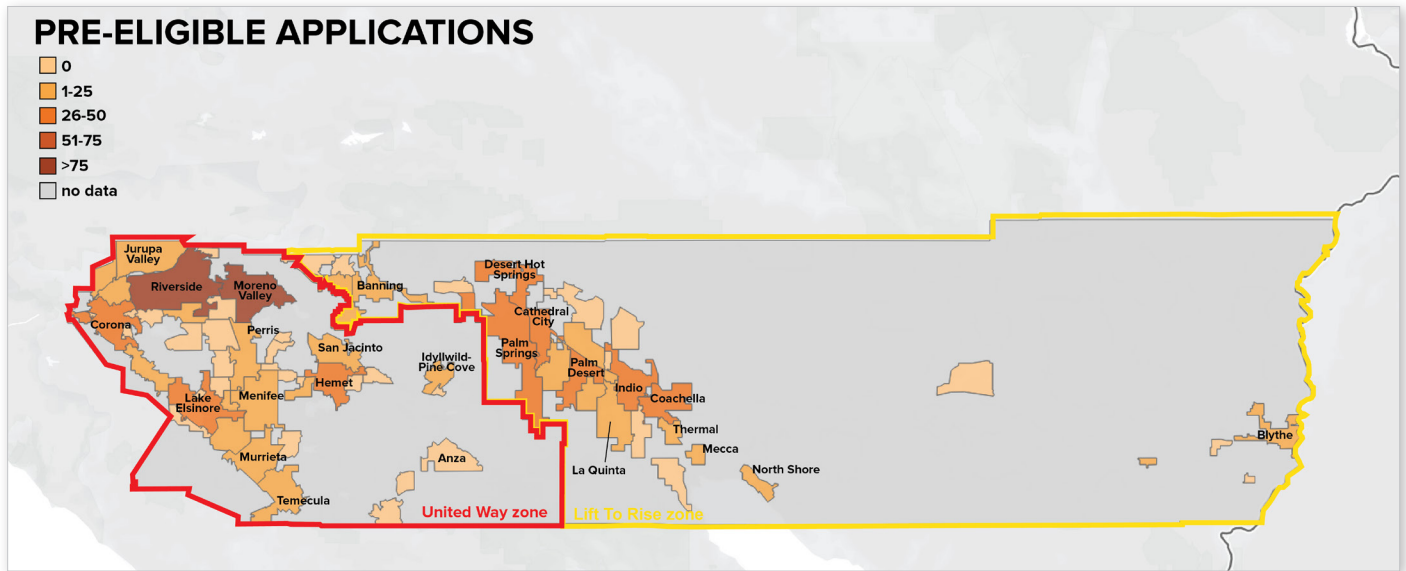 PRE-ELIGIBLE APPLICATIONS
0
1-25
26-50
51-75
>75
no data
Jurupa
Valley
Riverside
Moreno
Valley
Banning
Desert Hot
Springs
Corona
Perris
Cathedral
City
San Jacinto
Idyllwild-
Pine Cove
Palm
Springs
Hemet
Palm
Desert
Lake
Elsinore
Menifee
Indio
Coachella
Thermal
Murrieta
Anza
Mecca
La Quinta
North Shore
Blythe
Temecula
United Way zone
Lift To Rise zone